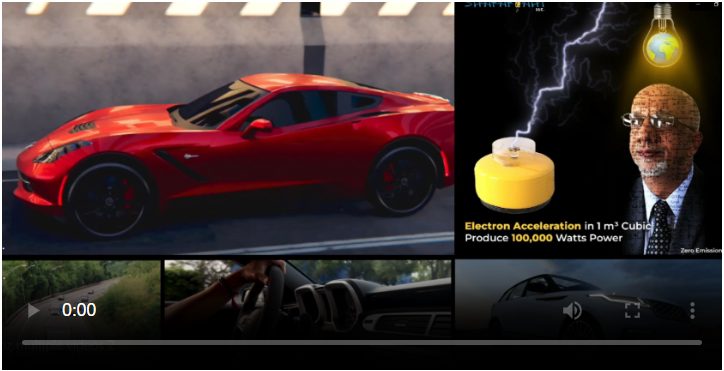 Electron Acceleration in 1 m³ Cubic
Produce 100,000 Watts Power
Zero Emission
0:00